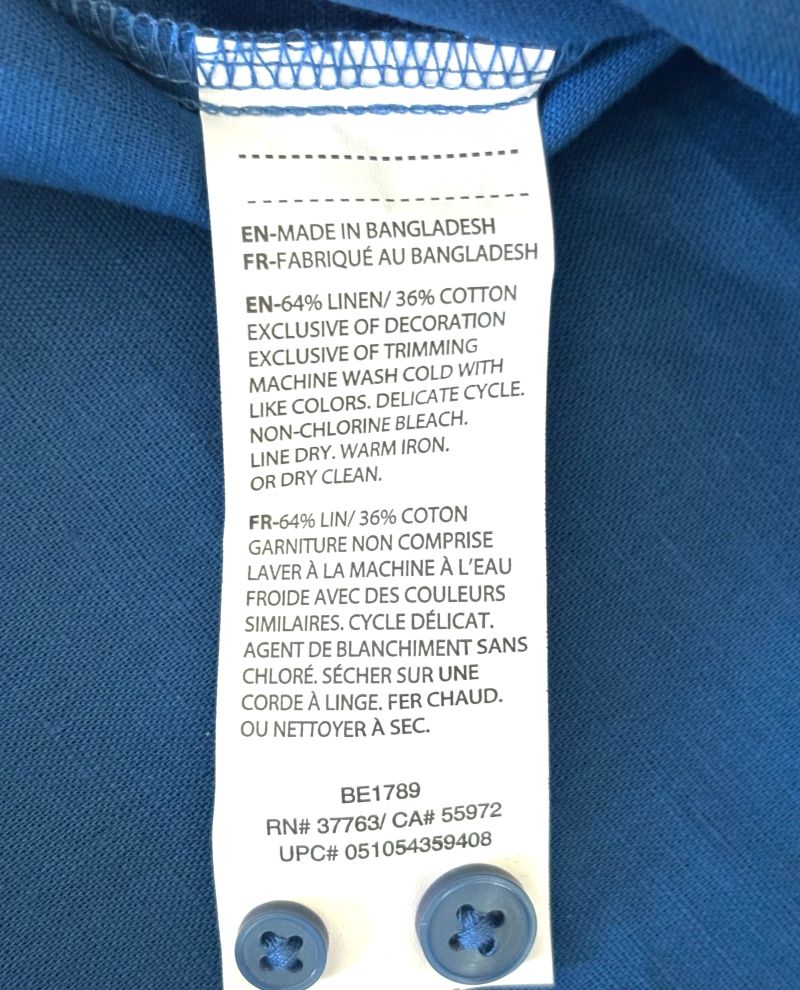 EN-MADE IN BANGLADESH
FR-FABRIQUÉ AU BANGLADESH
EN-64% LINEN/ 36% COTTON
EXCLUSIVE OF DECORATION
EXCLUSIVE OF TRIMMING
MACHINE WASH COLD WITH
LIKE COLORS. DELICATE CYCLE.
NON-CHLORINE BLEACH.
LINE DRY. WARM IRON.
OR DRY CLEAN.
FR-64% LIN/ 36% COTON
GARNITURE NON COMPRISE
LAVER À LA MACHINE À L'EAU
FROIDE AVEC DES COULEURS
SIMILAIRES. CYCLE DÉLICAT.
AGENT DE BLANCHIMENT SANS
CHLORÉ. SÉCHER SUR UNE
CORDE À LINGE. FER CHAUD.
OU NETTOYER À SEC.
BE1789
RN# 37763/ CA# 55972
UPC# 051054359408